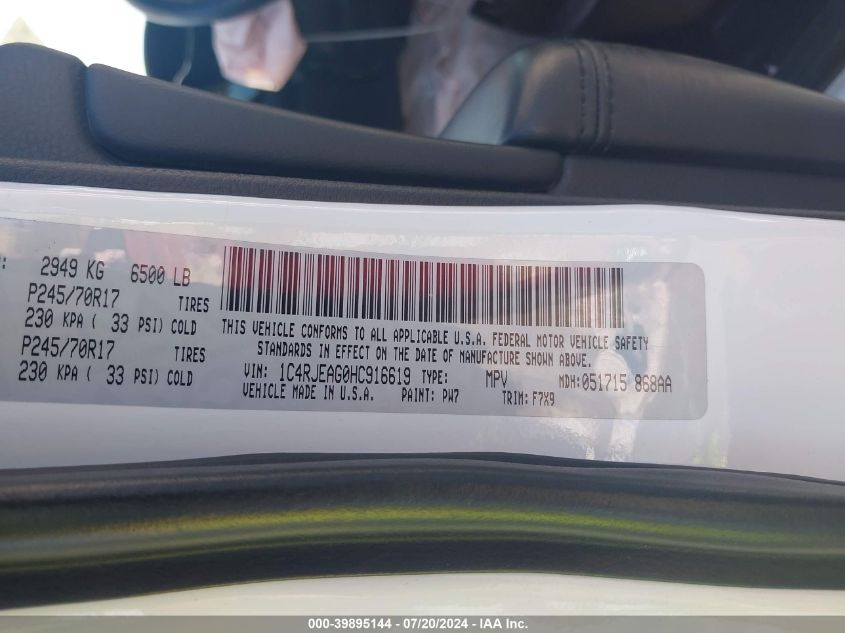 2949 KG 6500 LB
P245/70R17 TIRES
230 KPA ( 33 PSI) COLD
P245/70R17 TIRES
230 KPA ( 33 PSI) COLD
THIS VEHICLE CONFORMS TO ALL APPLICABLE U.S.A. FEDERAL MOTOR VEHICLE SAFETY
STANDARDS IN EFFECT ON THE DATE OF MANUFACTURE SHOWN ABOVE.
VIN: 1C4RJEAG0HC916619 TYPE: MPV MDH:051715 868AA
VEHICLE MADE IN U.S.A. PAINT: PW7 TRIM: F7X9
000-39895144 - 07/20/2024 - IAA Inc.